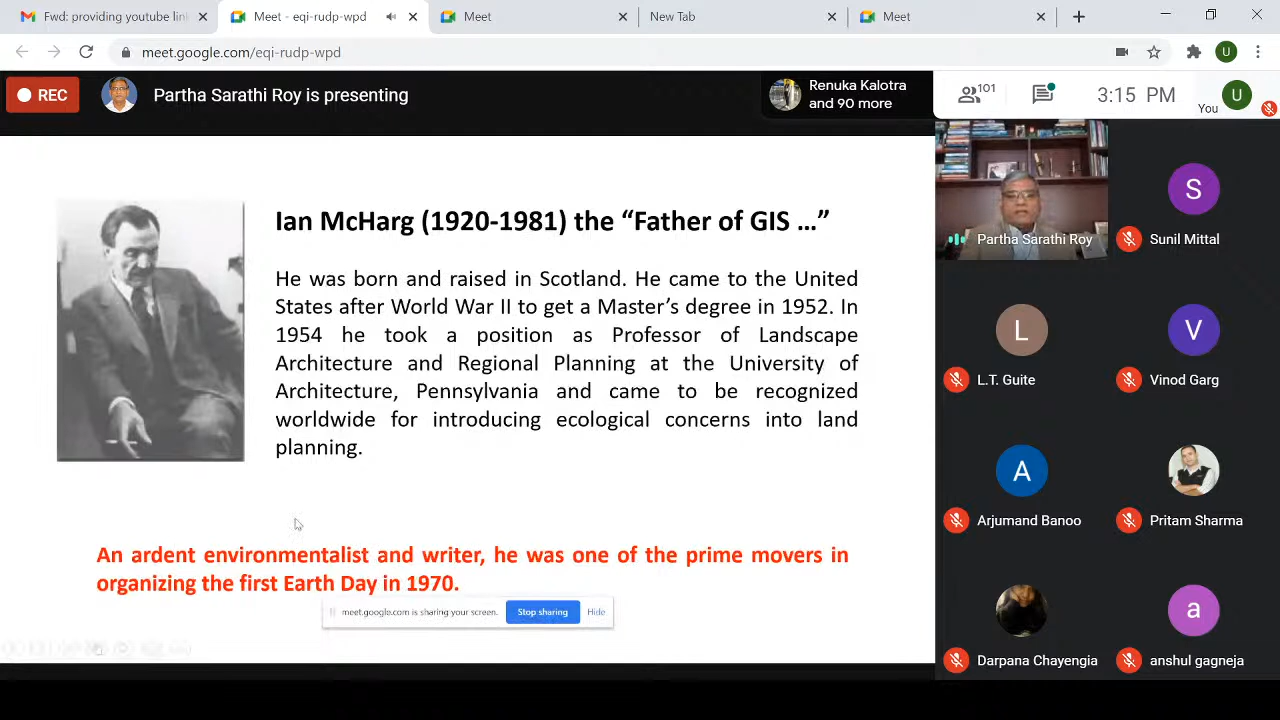 Fwd: providing youtube link
Meet - eqi-rudp-wpd
Meet
New Tab
Meet
meet.google.com/eqi-rudp-wpd
U
REC
Partha Sarathi Roy is presenting
Renuka Kalotra
and 90 more
101
3:15 PM
You
U
Ian McHarg (1920-1981) the “Father of GIS ...”
He was born and raised in Scotland. He came to the United
States after World War II to get a Master’s degree in 1952. In
1954 he took a position as Professor of Landscape
Architecture and Regional Planning at the University of
Architecture, Pennsylvania and came to be recognized
worldwide for introducing ecological concerns into land
planning.
An ardent environmentalist and writer, he was one of the prime movers in
organizing the first Earth Day in 1970.
meet.google.com is sharing your screen.
Stop sharing
Hide
Partha Sarathi Roy
S
Sunil Mittal
L
L.T. Guite
V
Vinod Garg
A
Arjumand Banoo
Pritam Sharma
Darpana Chayengia
a
anshul gagneja